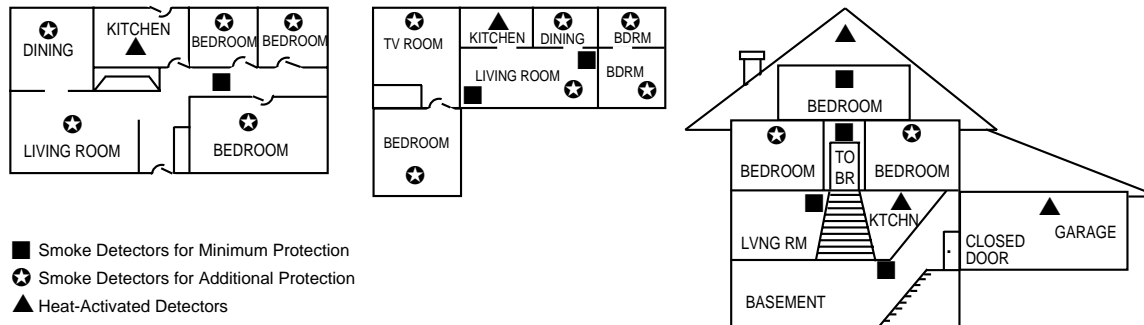 DINING
KITCHEN
BEDROOM
BEDROOM
LIVING ROOM
BEDROOM
TV ROOM
KITCHEN
DINING
BDRM
LIVING ROOM
BDRM
BEDROOM
BEDROOM
BEDROOM
TO
BR
BEDROOM
LVNG RM
KTCHN
CLOSED
DOOR
GARAGE
BASEMENT
Smoke Detectors for Minimum Protection
Smoke Detectors for Additional Protection
Heat-Activated Detectors